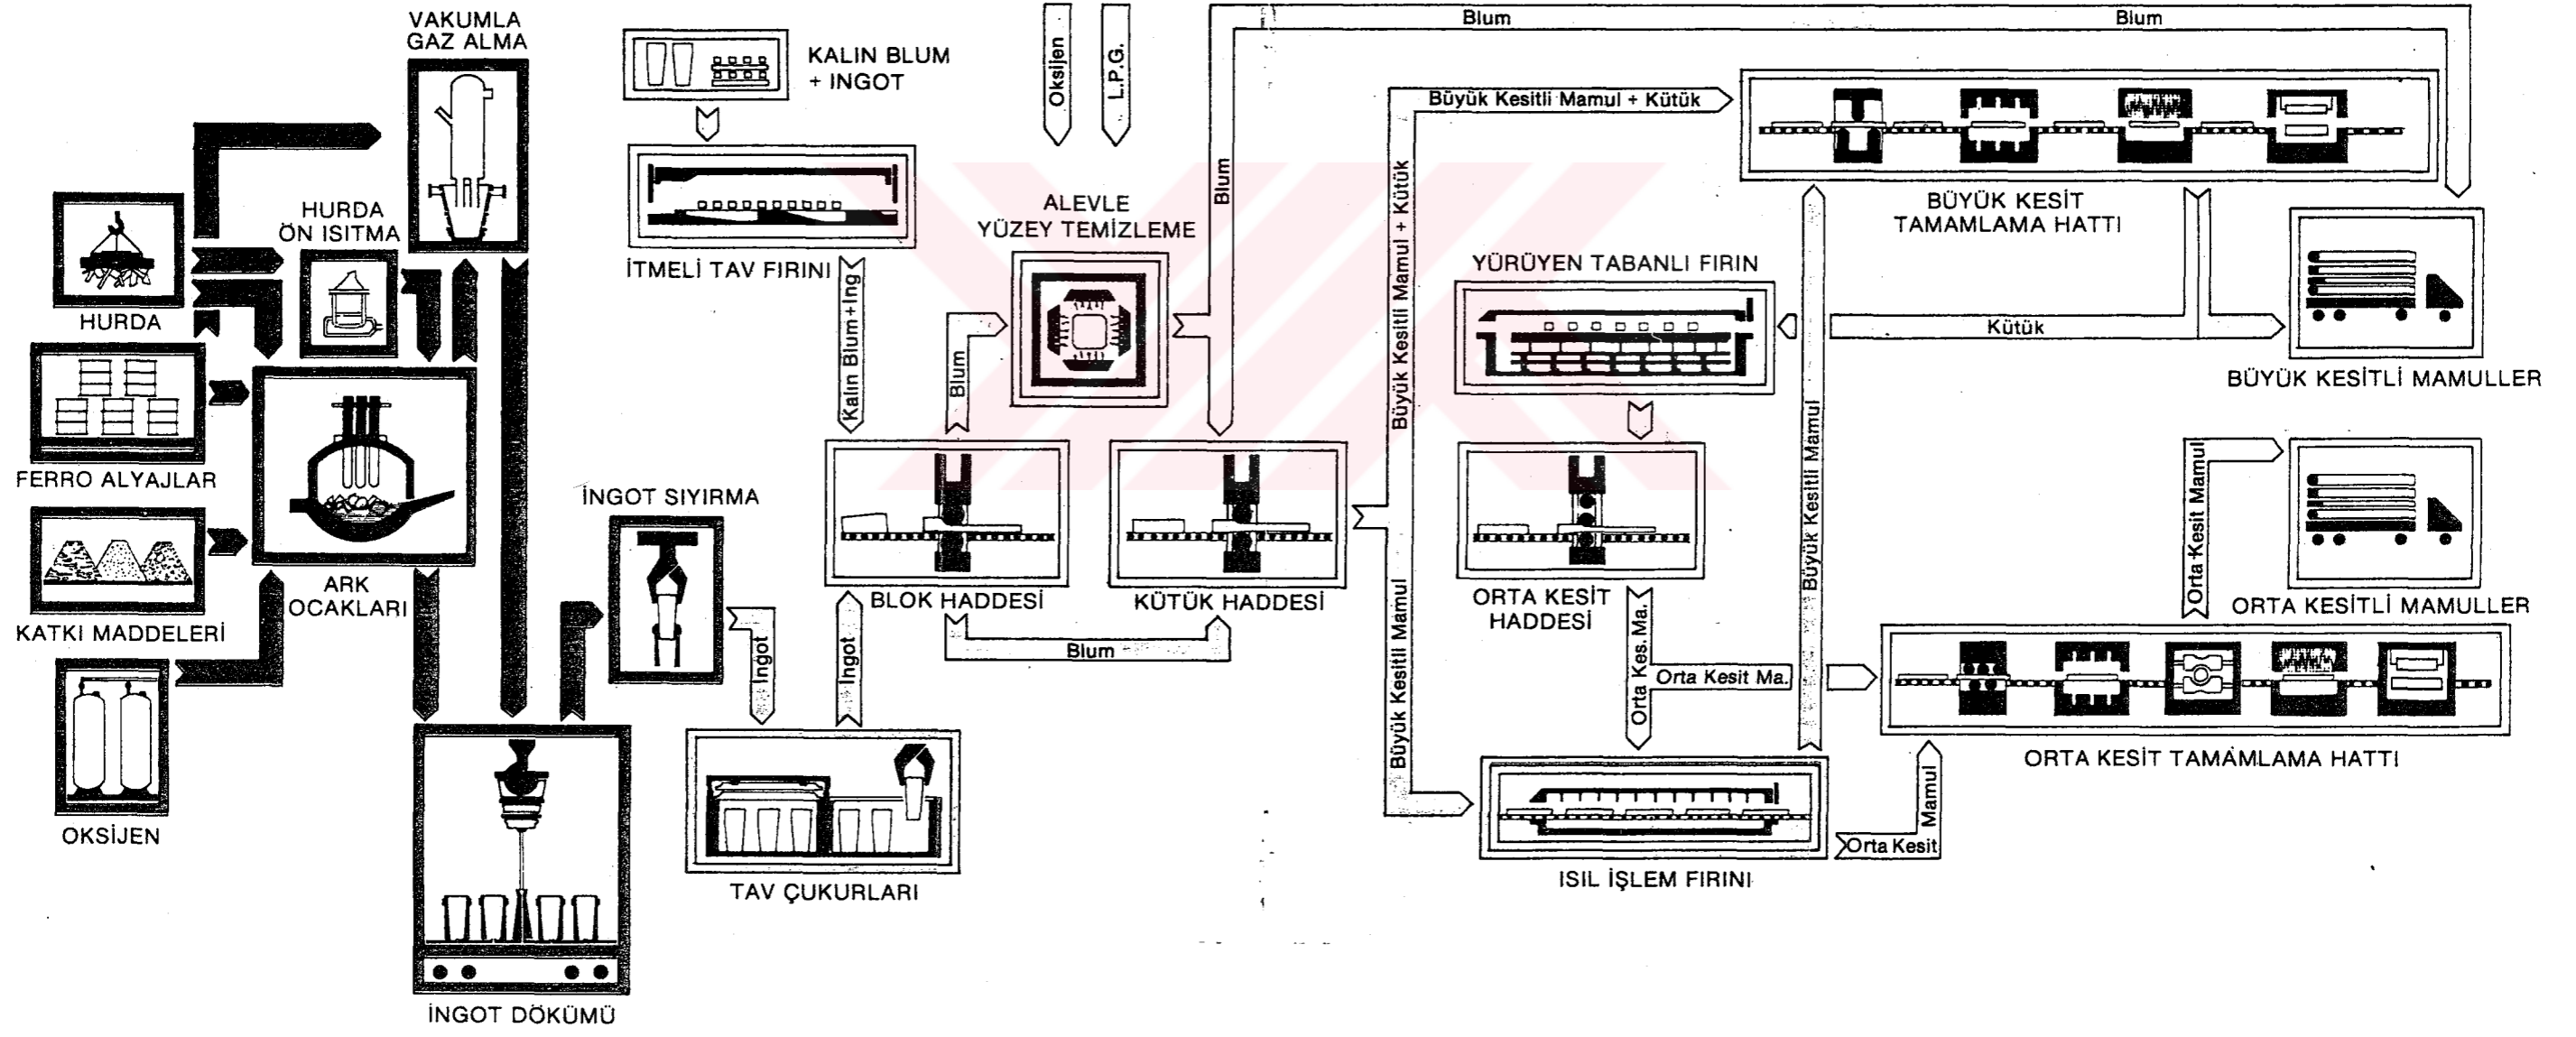 VAKUMLA
GAZ ALMA
HURDA
HURDA
ÖN ISITMA
FERRO ALYAJLAR
KATKI MADDELERİ
ARK
OCAKLARI
OKSİJEN
İNGOT DÖKÜMÜ
İNGOT SIYIRMA
Ingot
TAV ÇUKURLARI
Ingot
KALIN BLUM
+ INGOT
İTMELİ TAV FIRINI
Kalın Blum+Ing
BLOK HADDESİ
Blum
Blum
Oksijen
L.P.G.
ALEVLE
YÜZEY TEMİZLEME
Blum
Blum
Blum
KÜTÜK HADDESİ
Büyük Kesitli Mamul + Kütük
Büyük Kesitli Mamul + Kütük
Büyük Kesitli Mamul
BÜYÜK KESİT
TAMAMLAMA HATTI
Kütük
BÜYÜK KESİTLİ MAMULLER
YÜRÜYEN TABANLI FIRIN
ORTA KESİT
HADDESİ
Orta Kes. Ma.
Orta Kesit Ma.
Büyük Kesitli Mamul
ISIL İŞLEM FIRINI
Orta Kesit
Mamul
ORTA KESİT TAMAMLAMA HATTI
Orta Kesit Mamul
ORTA KESİTLİ MAMULLER